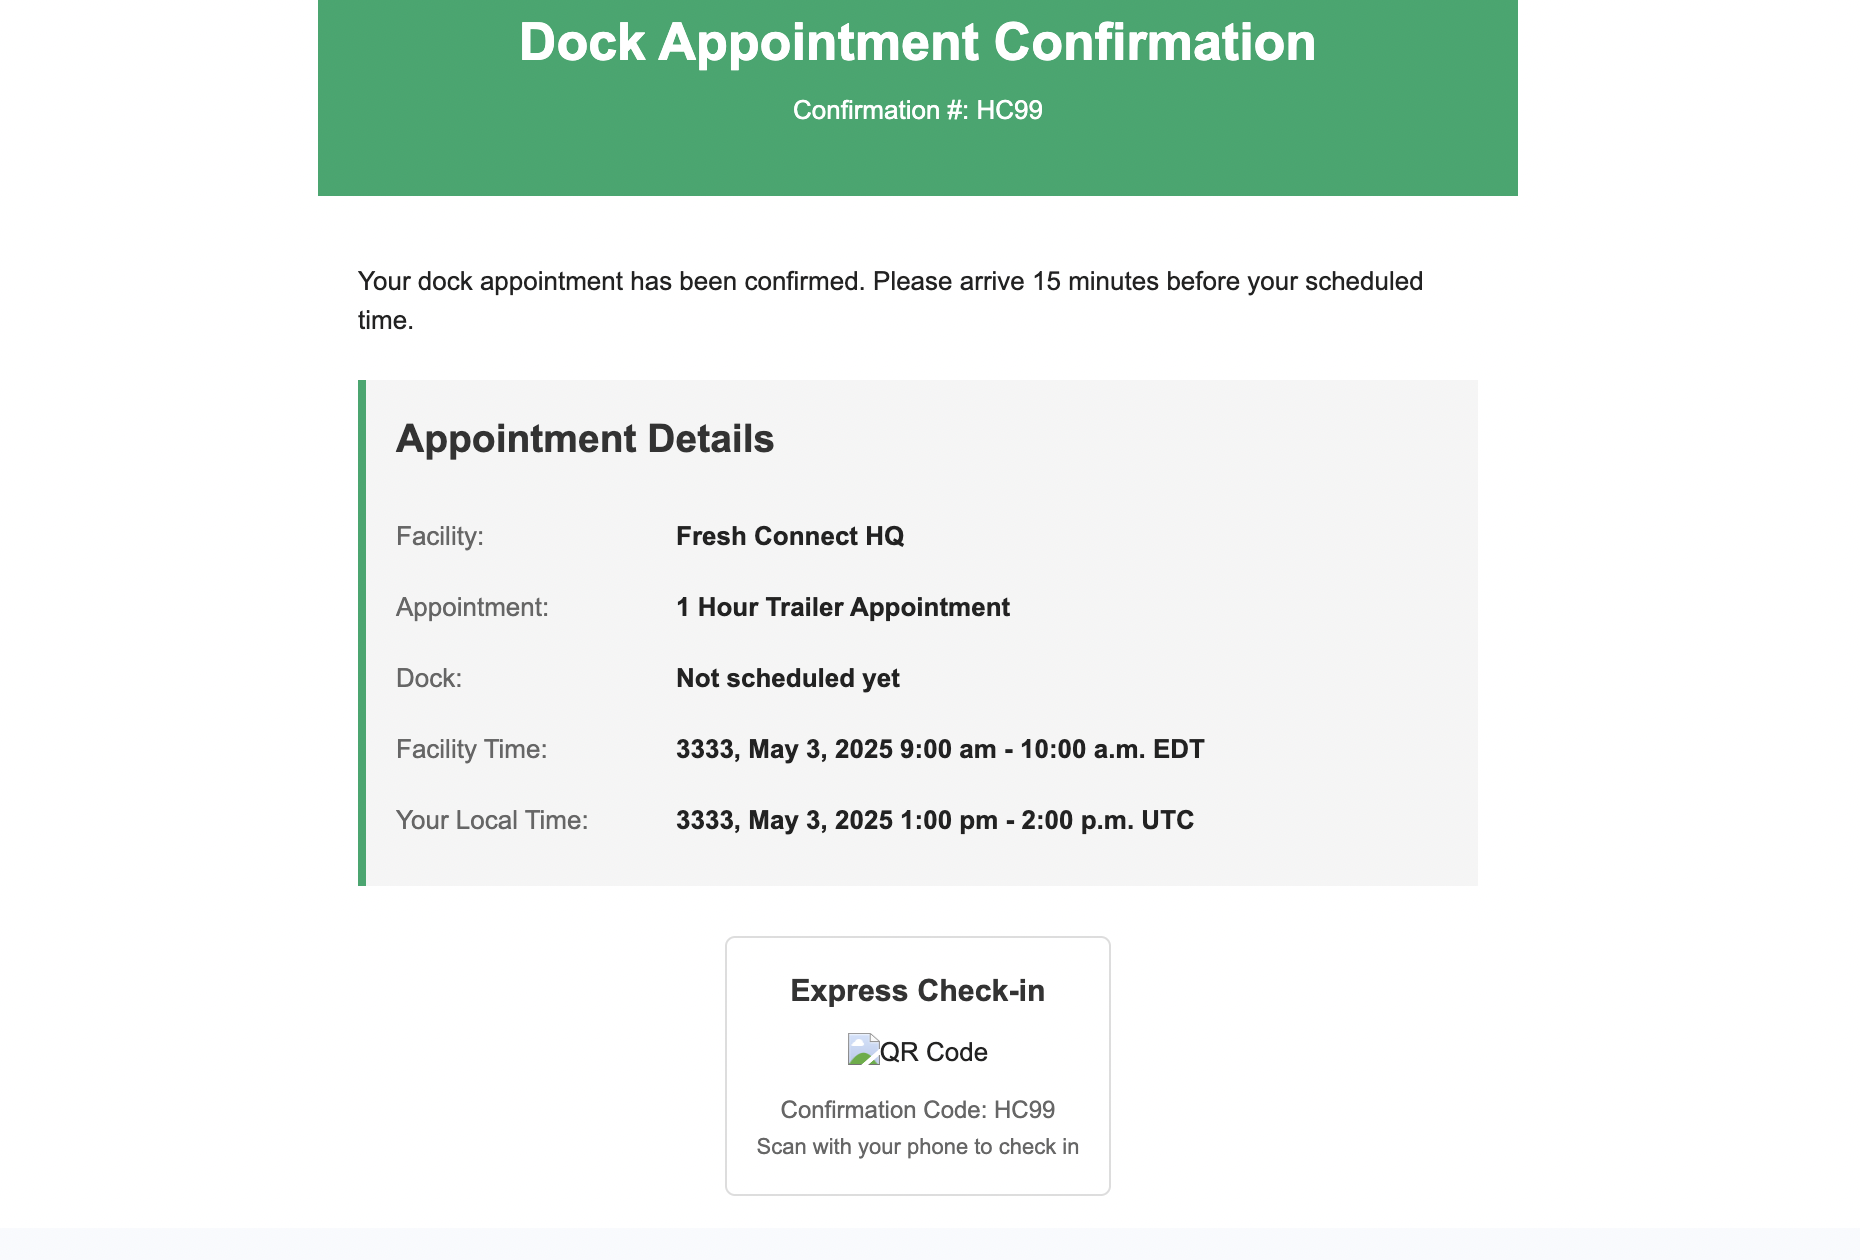 Dock Appointment Confirmation
Confirmation #: HC99
Your dock appointment has been confirmed. Please arrive 15 minutes before your scheduled
time.
Appointment Details
Facility: Fresh Connect HQ
Appointment: 1 Hour Trailer Appointment
Dock: Not scheduled yet
Facility Time: 3333, May 3, 2025 9:00 am - 10:00 a.m. EDT
Your Local Time: 3333, May 3, 2025 1:00 pm - 2:00 p.m. UTC
Express Check-in
QR Code
Confirmation Code: HC99
Scan with your phone to check in